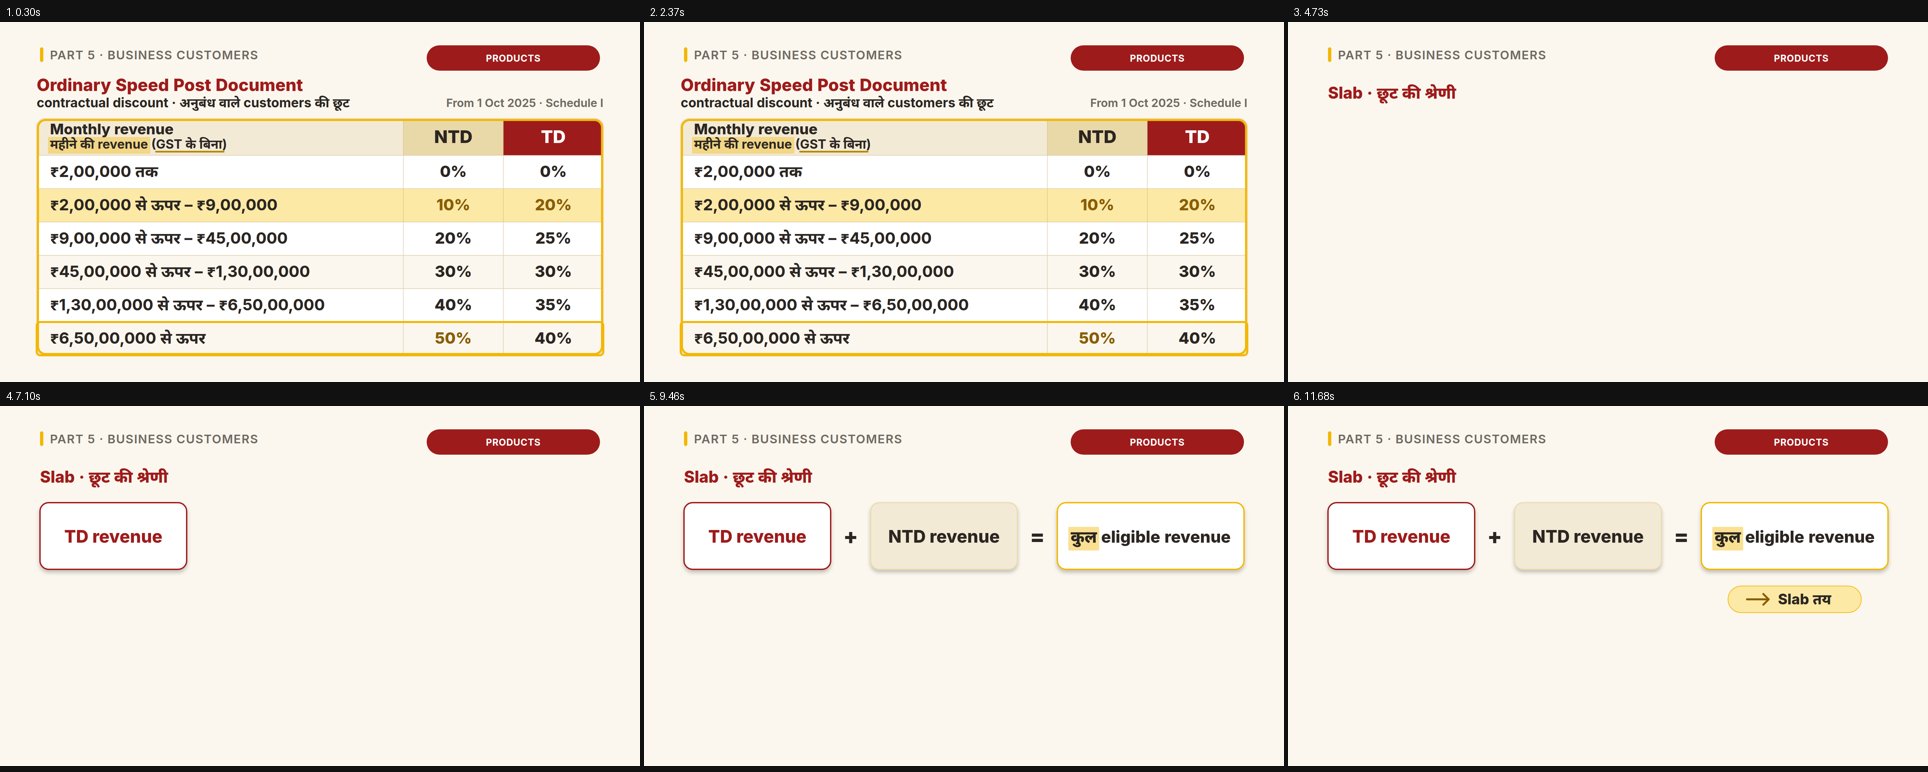 1. 0.30s
PART 5 · BUSINESS CUSTOMERS
PRODUCTS
Ordinary Speed Post Document
contractual discount · अनुबंध वाले customers की छूट
From 1 Oct 2025 · Schedule I
Monthly revenue
महीने की revenue (GST के बिना)
NTD
TD
₹2,00,000 तक 0% 0%
₹2,00,000 से ऊपर – ₹9,00,000 10% 20%
₹9,00,000 से ऊपर – ₹45,00,000 20% 25%
₹45,00,000 से ऊपर – ₹1,30,00,000 30% 30%
₹1,30,00,000 से ऊपर – ₹6,50,00,000 40% 35%
₹6,50,00,000 से ऊपर 50% 40%
2. 2.37s
PART 5 · BUSINESS CUSTOMERS
PRODUCTS
Ordinary Speed Post Document
contractual discount · अनुबंध वाले customers की छूट
From 1 Oct 2025 · Schedule I
Monthly revenue
महीने की revenue (GST के बिना)
NTD
TD
₹2,00,000 तक 0% 0%
₹2,00,000 से ऊपर – ₹9,00,000 10% 20%
₹9,00,000 से ऊपर – ₹45,00,000 20% 25%
₹45,00,000 से ऊपर – ₹1,30,00,000 30% 30%
₹1,30,00,000 से ऊपर – ₹6,50,00,000 40% 35%
₹6,50,00,000 से ऊपर 50% 40%
3. 4.73s
PART 5 · BUSINESS CUSTOMERS
PRODUCTS
Slab · छूट की श्रेणी
4. 7.10s
PART 5 · BUSINESS CUSTOMERS
PRODUCTS
Slab · छूट की श्रेणी
TD revenue
5. 9.46s
PART 5 · BUSINESS CUSTOMERS
PRODUCTS
Slab · छूट की श्रेणी
TD revenue + NTD revenue = कुल eligible revenue
6. 11.68s
PART 5 · BUSINESS CUSTOMERS
PRODUCTS
Slab · छूट की श्रेणी
TD revenue + NTD revenue = कुल eligible revenue
→ Slab तय